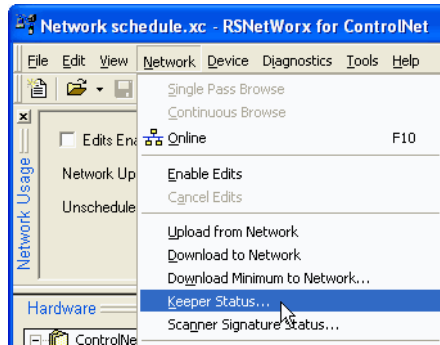 Network schedule.xc - RSNetWorx for ControlNet
File Edit View Network Device Diagnostics Tools Help
Single Pass Browse
Continuous Browse
Edits Ena
Online F10
Network Up
Enable Edits
Cancel Edits
Unschedule
Network Usage
Upload from Network
Download to Network
Download Minimum to Network...
Keeper Status...
Hardware
Scanner Signature Status...
ControlNe